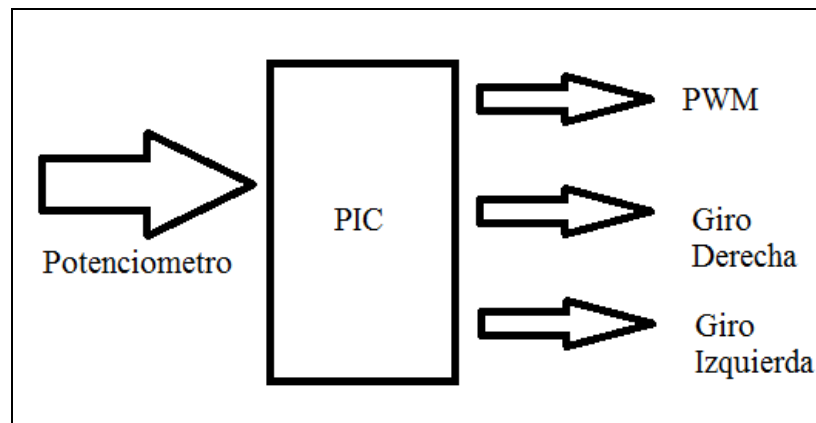 Potenciometro
PIC
PWM
Giro
Derecha
Giro
Izquierda